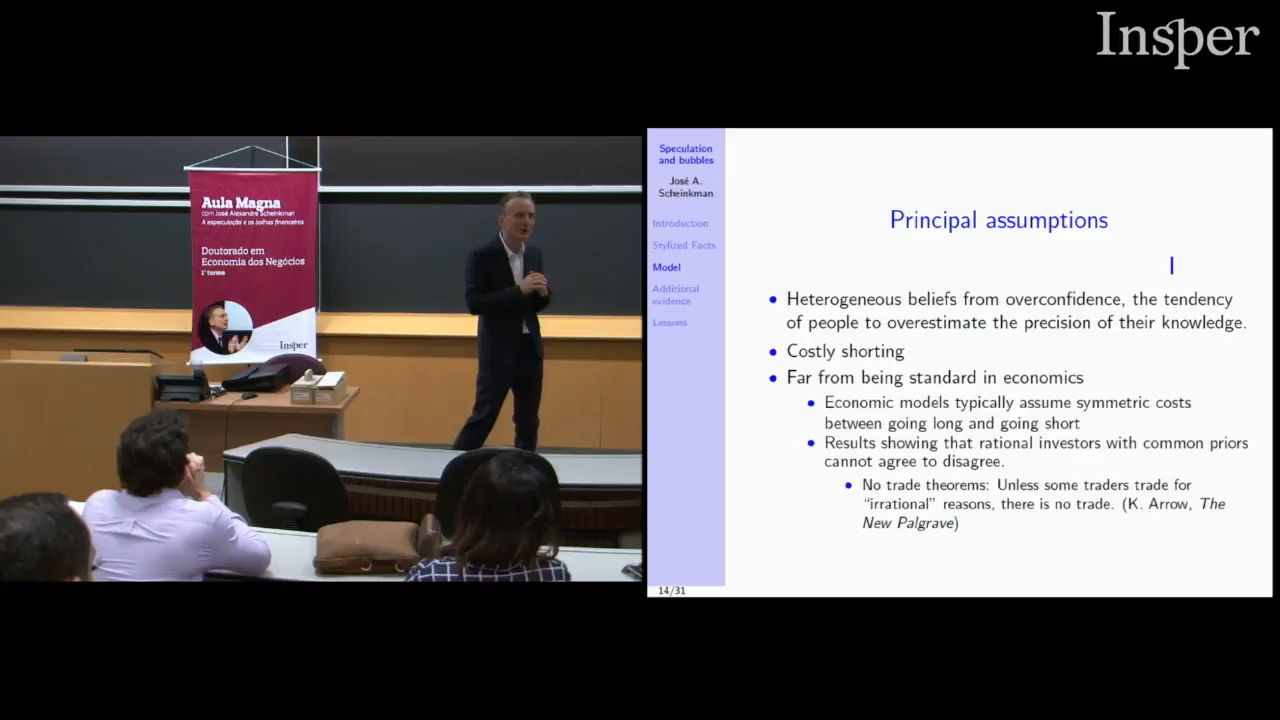 Insper
Aula Magna
com José Alexandre Scheinkman
A especulação e as bolhas financeiras
Doutorado em
Economia dos Negócios
1ª turma
Insper
Speculation
and bubbles
José A.
Scheinkman
Introduction
Stylized Facts
Model
Additional
evidence
Lessons
Principal assumptions
• Heterogeneous beliefs from overconfidence, the tendency
of people to overestimate the precision of their knowledge.
• Costly shorting
• Far from being standard in economics
• Economic models typically assume symmetric costs
between going long and going short
• Results showing that rational investors with common priors
cannot agree to disagree.
• No trade theorems: Unless some traders trade for
“irrational” reasons, there is no trade. (K. Arrow, The
New Palgrave)
14/31